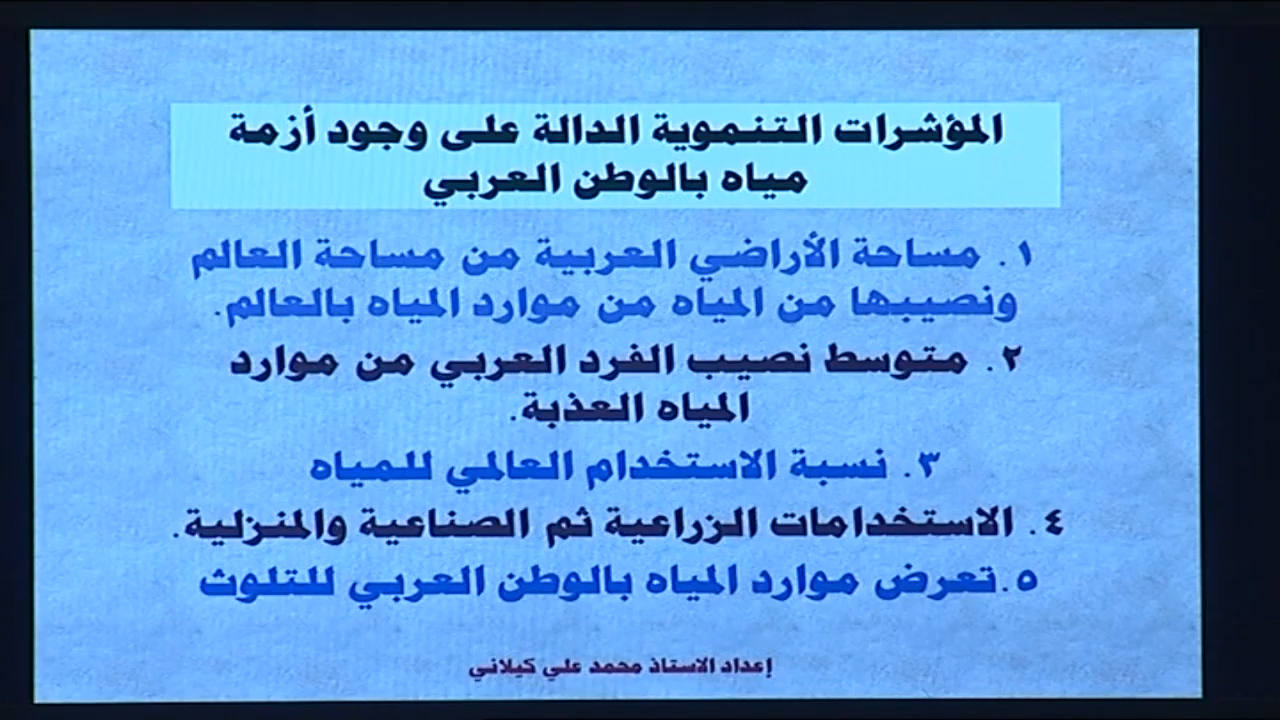 المؤشرات التنموية الدالة على وجود أزمة
مياه بالوطن العربي
١. مساحة الأراضي العربية من مساحة العالم
ونصيبها من المياه من موارد المياه بالعالم.
٢. متوسط نصيب الفرد العربي من موارد
المياه العذبة.
٣. نسبة الاستخدام العالمي للمياه
٤. الاستخدامات الزراعية ثم الصناعية والمنزلية.
٥.تعرض موارد المياه بالوطن العربي للتلوث
إعداد الاستاذ محمد علي كيلاني